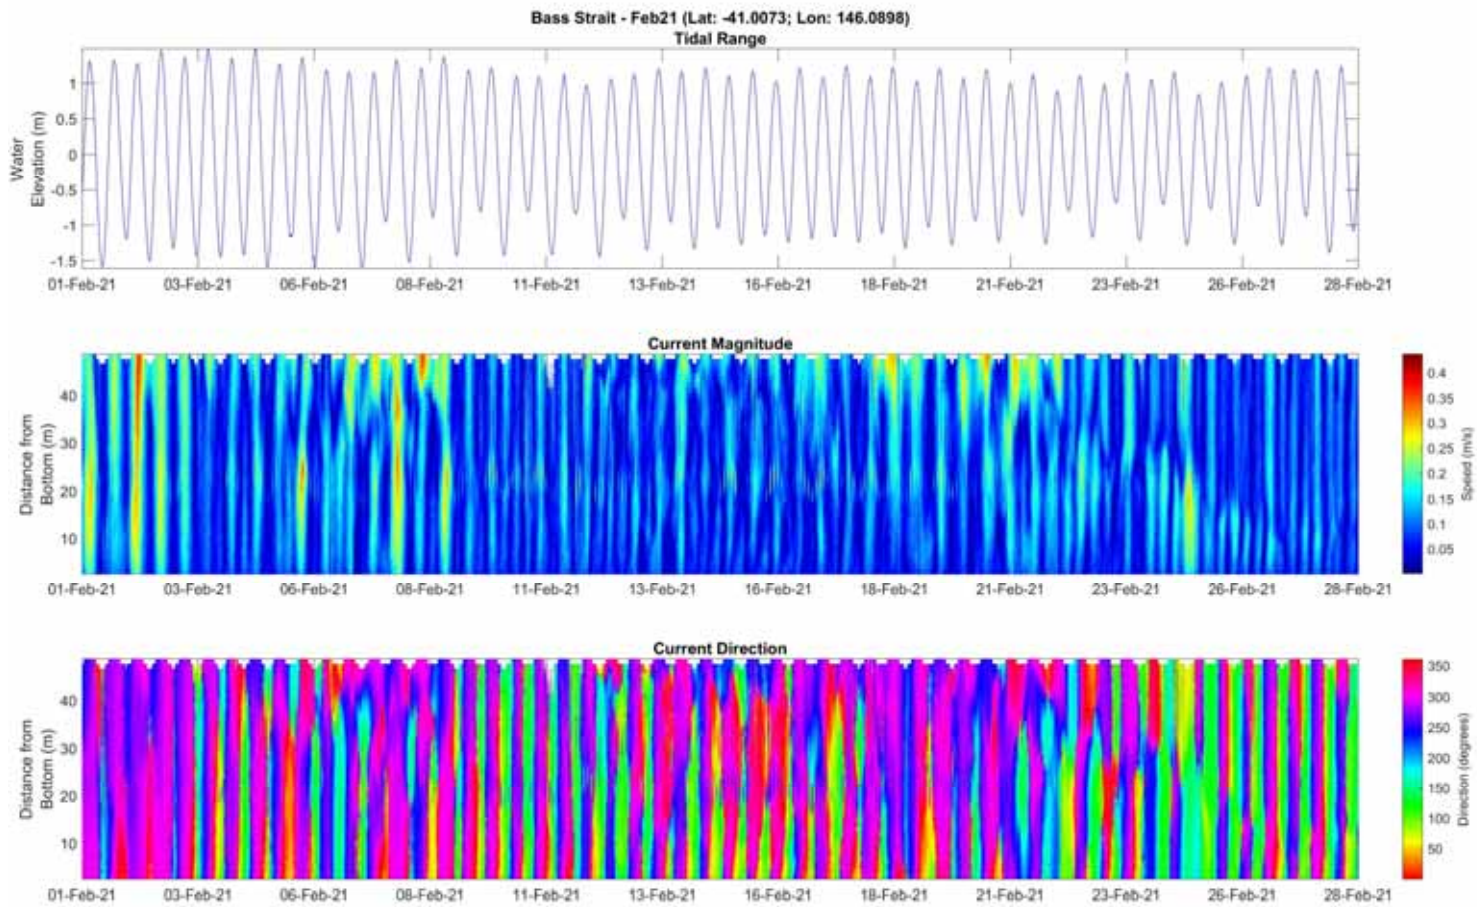 Bass Strait - Feb21 (Lat: -41.0073; Lon: 146.0898)
Tidal Range
Water
Elevation (m)
1
0.5
0
-0.5
-1
-1.5
01-Feb-21 03-Feb-21 06-Feb-21 08-Feb-21 11-Feb-21 13-Feb-21 16-Feb-21 18-Feb-21 21-Feb-21 23-Feb-21 26-Feb-21 28-Feb-21
Current Magnitude
Distance from
Bottom (m)
40
30
20
10
01-Feb-21 03-Feb-21 06-Feb-21 08-Feb-21 11-Feb-21 13-Feb-21 16-Feb-21 18-Feb-21 21-Feb-21 23-Feb-21 26-Feb-21 28-Feb-21
0.4
0.35
0.3
0.25
0.2
0.15
0.1
0.05
Speed (m/s)
Current Direction
Distance from
Bottom (m)
40
30
20
10
01-Feb-21 03-Feb-21 06-Feb-21 08-Feb-21 11-Feb-21 13-Feb-21 16-Feb-21 18-Feb-21 21-Feb-21 23-Feb-21 26-Feb-21 28-Feb-21
350
300
250
200
150
100
50
Direction (degrees)